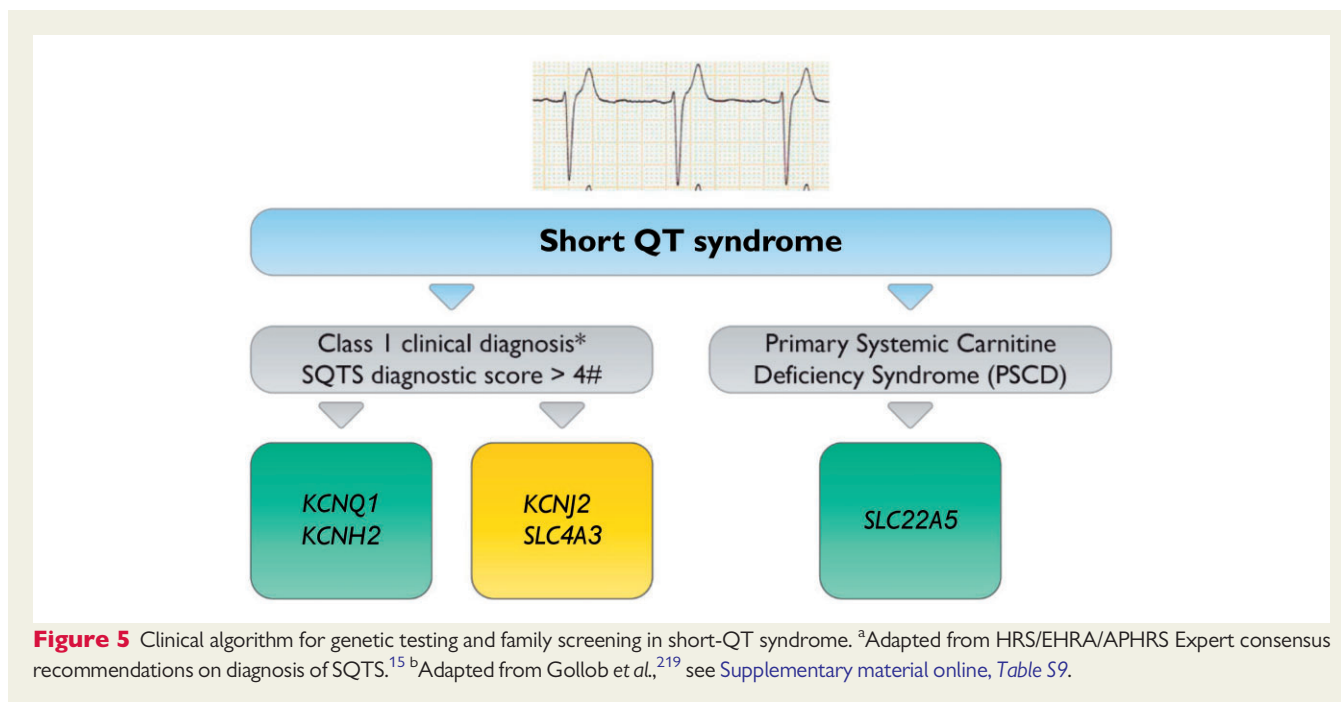 Short QT syndrome
Class I clinical diagnosis*
SQTS diagnostic score > 4#
Primary Systemic Carnitine
Deficiency Syndrome (PSCD)
KCNQ1
KCNH2
KCNJ2
SLC4A3
SLC22A5
Figure 5 Clinical algorithm for genetic testing and family screening in short-QT syndrome. ᵃAdapted from HRS/EHRA/APHRS Expert consensus
recommendations on diagnosis of SQTS.¹⁵ ᵇAdapted from Gollob et al.,²¹⁹ see Supplementary material online, Table S9.